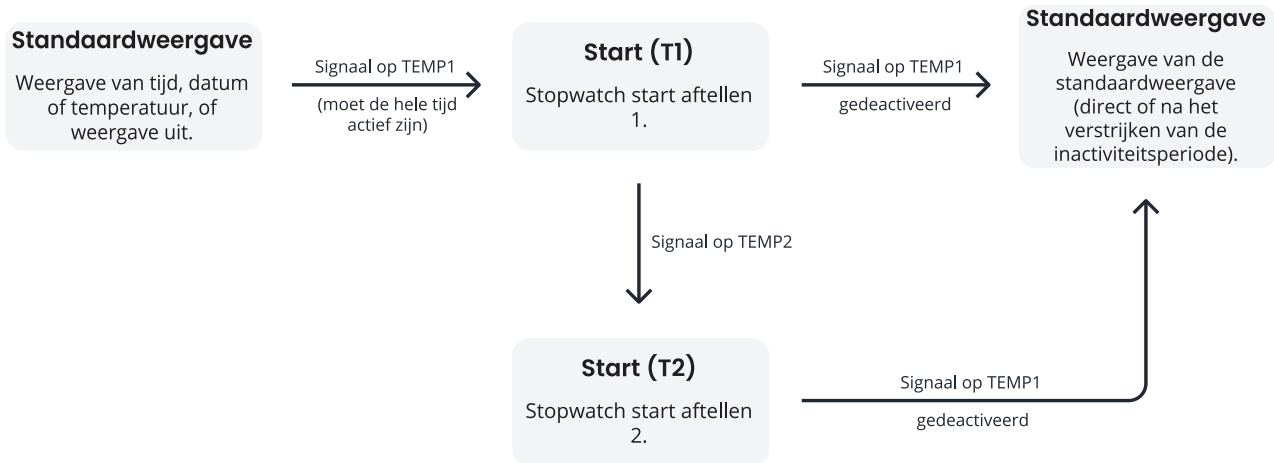 Standaardweergave
Weergave van tijd, datum
of temperatuur, of
weergave uit.
Signaal op TEMP1
(moet de hele tijd
actief zijn)
Start (T1)
Stopwatch start aftellen
1.
Signaal op TEMP1
gedeactiveerd
Standaardweergave
Weergave van de
standaardweergave
(direct of na het
verstrijken van de
inactiviteitsperiode).
Signaal op TEMP2
Start (T2)
Stopwatch start aftellen
2.
Signaal op TEMP1
gedeactiveerd